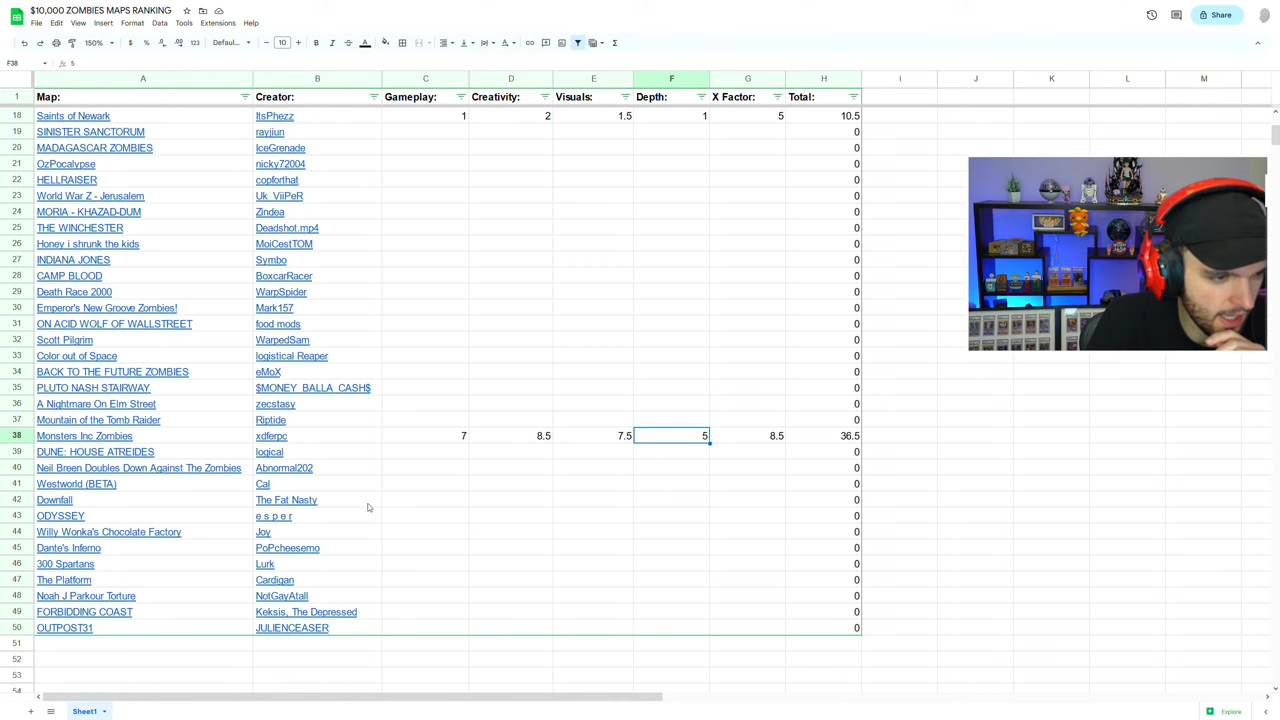 $10,000 ZOMBIES MAPS RANKING
File Edit View Insert Format Data Tools Extensions Help
Share
150% $ % .0 .00 123 Defaul... 10 B I A
F38 5
A B C D E F G H I J K L M
1 Map: Creator: Gameplay: Creativity: Visuals: Depth: X Factor: Total:
18 Saints of Newark ItsPhezz 1 2 1.5 1 5 10.5
19 SINISTER SANCTORUM rayjiun 0
20 MADAGASCAR ZOMBIES IceGrenade 0
21 OzPocalypse nicky72004 0
22 HELLRAISER copforthat 0
23 World War Z - Jerusalem Uk_ViiPeR 0
24 MORIA - KHAZAD-DUM Zindea 0
25 THE WINCHESTER Deadshot.mp4 0
26 Honey i shrunk the kids MoiCestTOM 0
27 INDIANA JONES Symbo 0
28 CAMP BLOOD BoxcarRacer 0
29 Death Race 2000 WarpSpider 0
30 Emperor's New Groove Zombies! Mark157 0
31 ON ACID WOLF OF WALLSTREET food mods 0
32 Scott Pilgrim WarpedSam 0
33 Color out of Space logistical Reaper 0
34 BACK TO THE FUTURE ZOMBIES eMoX 0
35 PLUTO NASH STAIRWAY $MONEY_BALLA_CASH$ 0
36 A Nightmare On Elm Street zecstasy 0
37 Mountain of the Tomb Raider Riptide 0
38 Monsters Inc Zombies xdferpc 7 8.5 7.5 5 8.5 36.5
39 DUNE: HOUSE ATREIDES logical 0
40 Neil Breen Doubles Down Against The Zombies Abnormal202 0
41 Westworld (BETA) Cal 0
42 Downfall The Fat Nasty 0
43 ODYSSEY e s p e r 0
44 Willy Wonka's Chocolate Factory Joy 0
45 Dante's Inferno PoPcheesemo 0
46 300 Spartans Lurk 0
47 The Platform Cardigan 0
48 Noah J Parkour Torture NotGayAtall 0
49 FORBIDDING COAST Keksis, The Depressed 0
50 OUTPOST31 JULIENCEASER 0
51
52
53
54
Sheet1
Explore